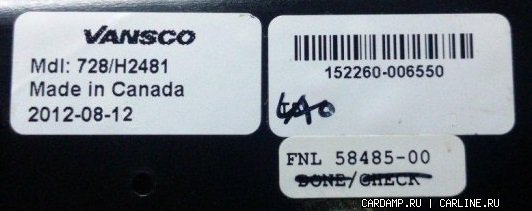 VANSCO
Mdl: 728/H2481
Made in Canada
2012-08-12
152260-006550
FNL 58485-00
DONE/CHECK
CARDAMP.RU | CARLINE.RU